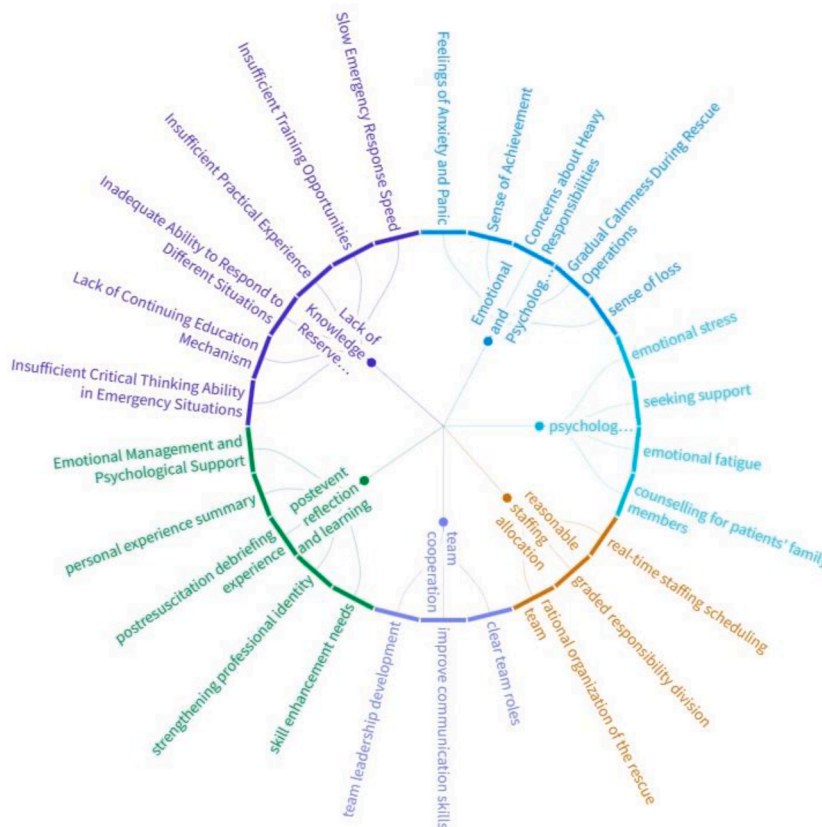 Feelings of Anxiety and Panic
Sense of Achievement
Concerns about Heavy
Responsibilities
Gradual Calmness During Rescue
Operations
sense of loss
Emotional
and
Psycholog...
emotional stress
seeking support
emotional fatigue
counselling for patients' family
members
psycholog...
real-time staffing scheduling
graded responsibility division
rational organization of the rescue
team
reasonable
staffing
allocation
clear team roles
improve communication skills
team leadership development
team
cooperation
skill enhancement needs
strengthening professional identity
postresuscitation debriefing
experience
personal experience summary
Emotional Management and
Psychological Support
postevent
reflection
and learning
Insufficient Critical Thinking Ability
in Emergency Situations
Lack of Continuing Education
Mechanism
Inadequate Ability to Respond to
Different Situations
Insufficient Practical Experience
Insufficient Training Opportunities
Slow Emergency Response Speed
Lack of
Knowledge
Reserve...